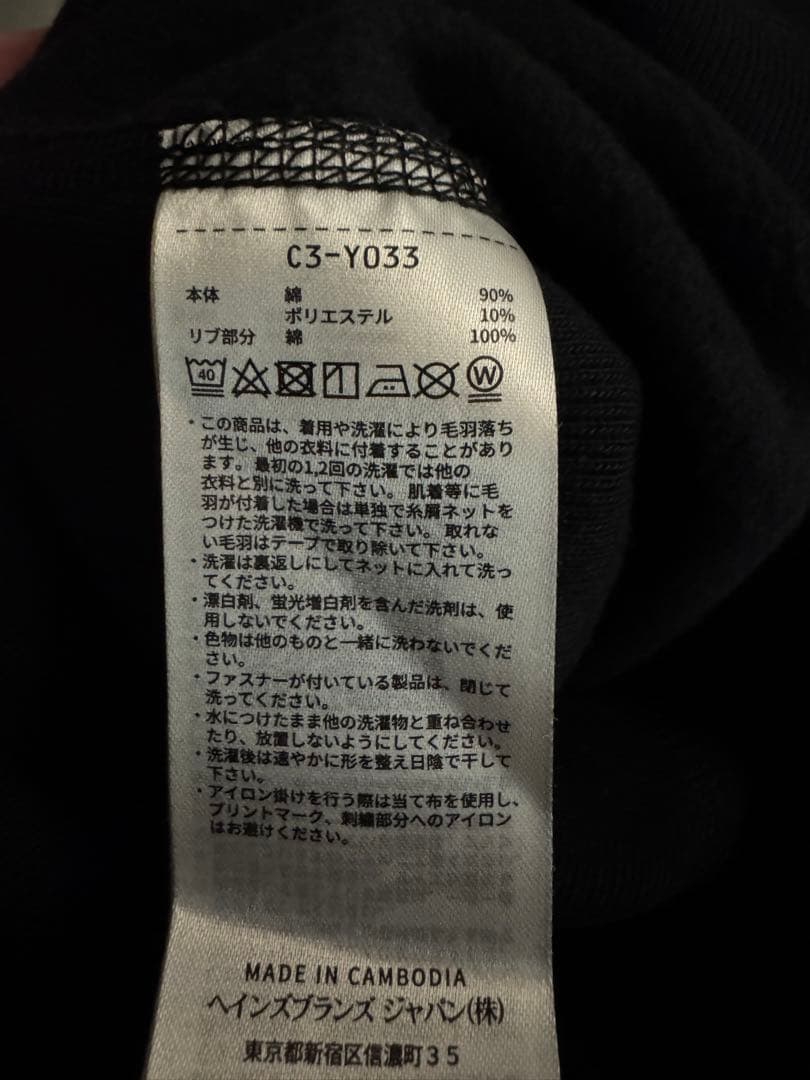 C3-Y033
本体 綿 90%
ポリエステル 10%
リブ部分 綿 100%
40 W
・この商品は、着用や洗濯により毛羽落ち
が生じ、他の衣料に付着することがあり
ます。最初の1,2回の洗濯では他の
衣料と別に洗って下さい。肌着等に毛
羽が付着した場合は単独で糸屑ネットを
つけた洗濯機で洗って下さい。取れな
い毛羽はテープで取り除いて下さい。
・洗濯は裏返しにしてネットに入れて洗っ
てください。
・漂白剤、蛍光増白剤を含んだ洗剤は、使
用しないでください。
・色物は他のものと一緒に洗わないでくだ
さい。
・ファスナーが付いている製品は、閉じて
洗ってください。
・水につけたまま他の洗濯物と重ね合わせ
たり、放置しないようにしてください。
・洗濯後は速やかに形を整え日陰で干して
下さい。
・アイロン掛けを行う際は当て布を使用し、
プリントマーク、刺繍部分へのアイロン
はお避けください。
MADE IN CAMBODIA
ヘインズブランズ ジャパン(株)
東京都新宿区信濃町35